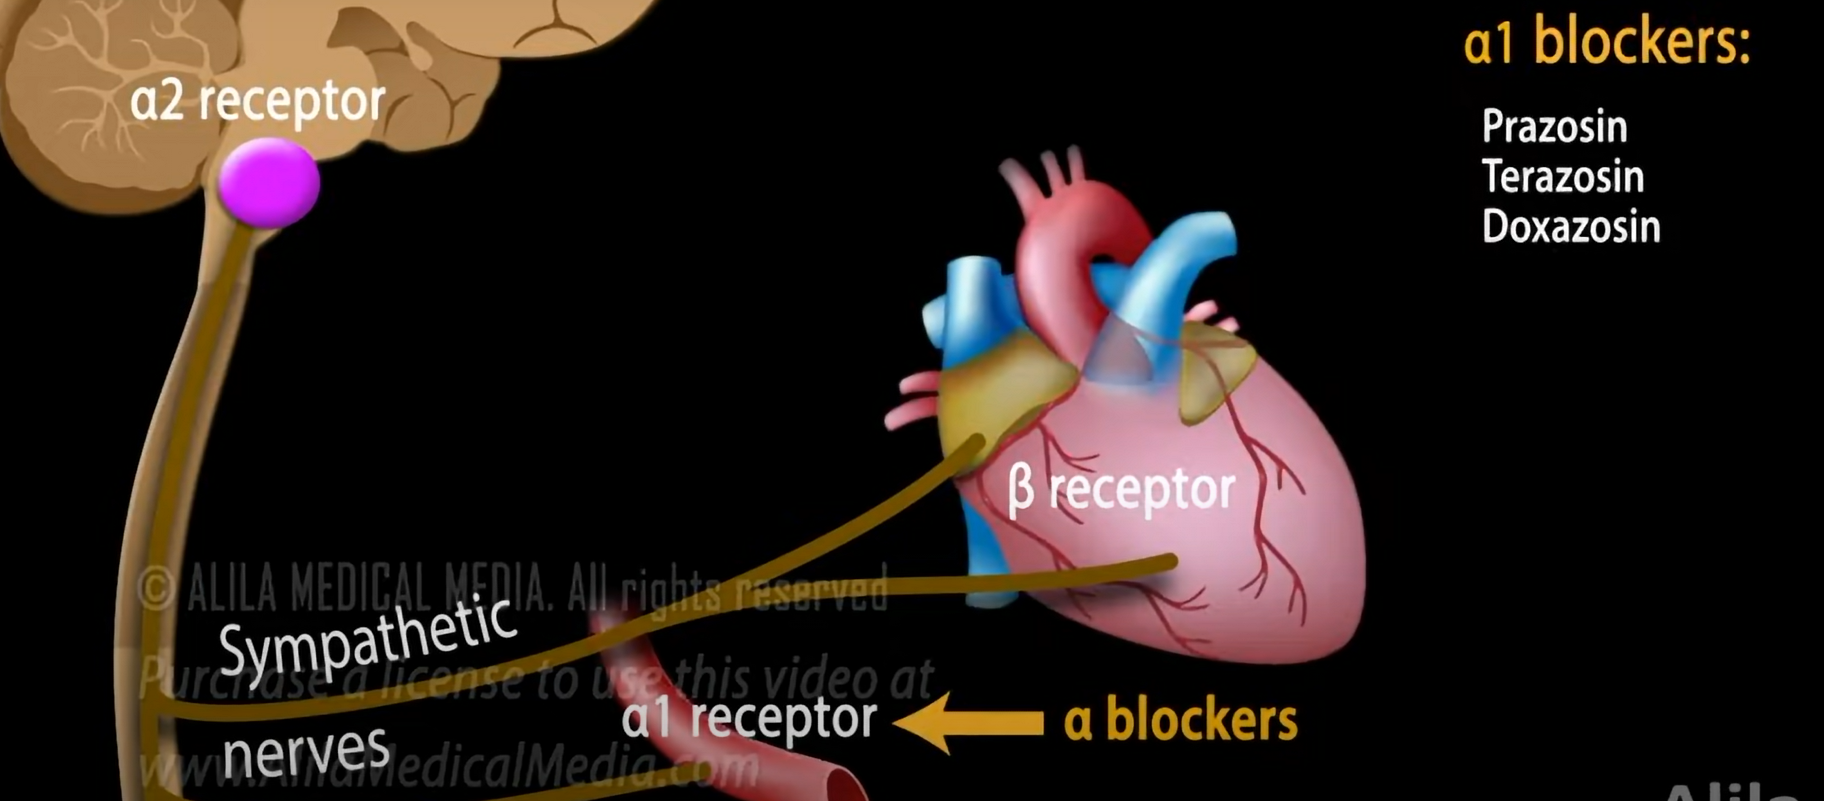 α1 blockers:
α2 receptor
Prazosin
Terazosin
Doxazosin
β receptor
© ALILA MEDICAL MEDIA. All rights reserved
Sympathetic
Purchase a license to use this video at
α1 receptor
α blockers
nerves
www.AlilaMedicalMedia.com
Alila